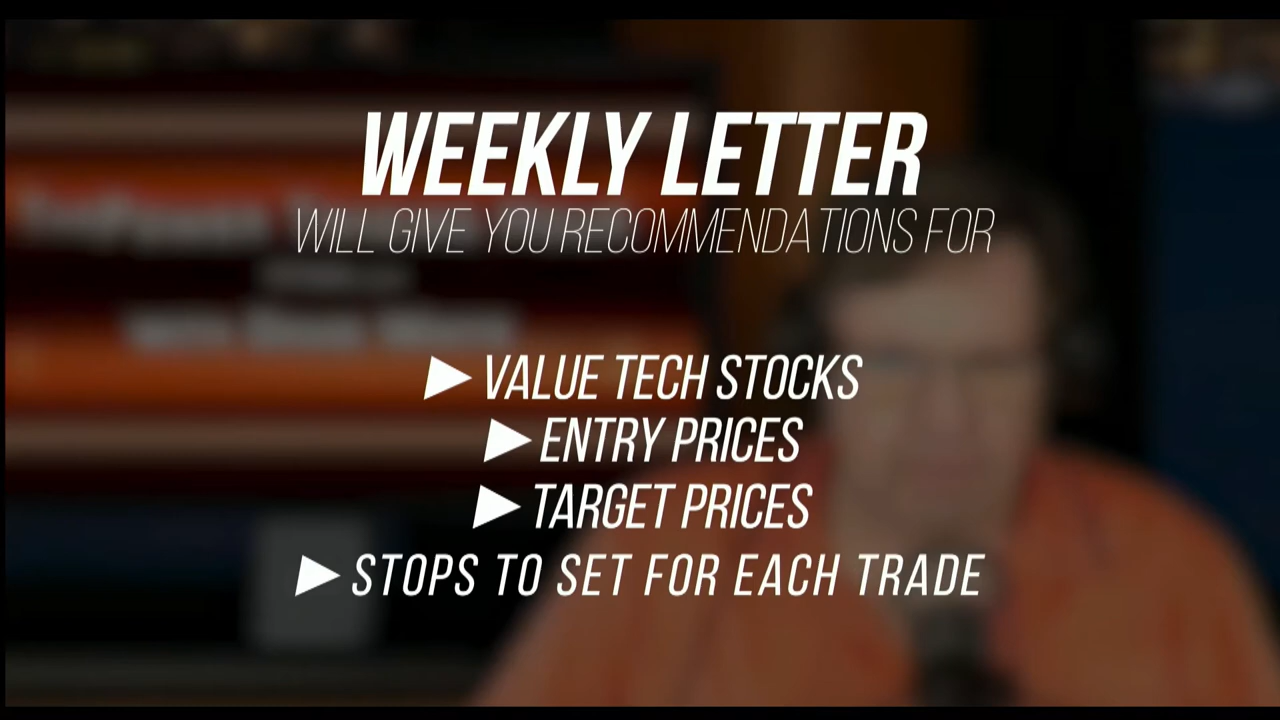 WEEKLY LETTER
WILL GIVE YOU RECOMMENDATIONS FOR
VALUE TECH STOCKS
ENTRY PRICES
TARGET PRICES
STOPS TO SET FOR EACH TRADE